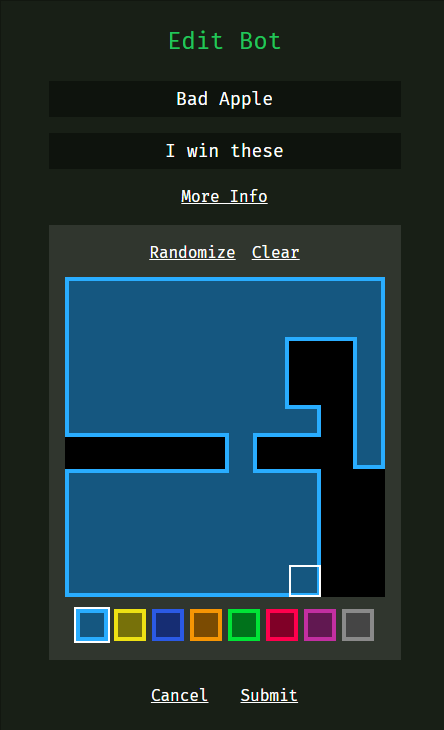 Edit Bot
Bad Apple
I win these
More Info
Randomize Clear
Cancel Submit